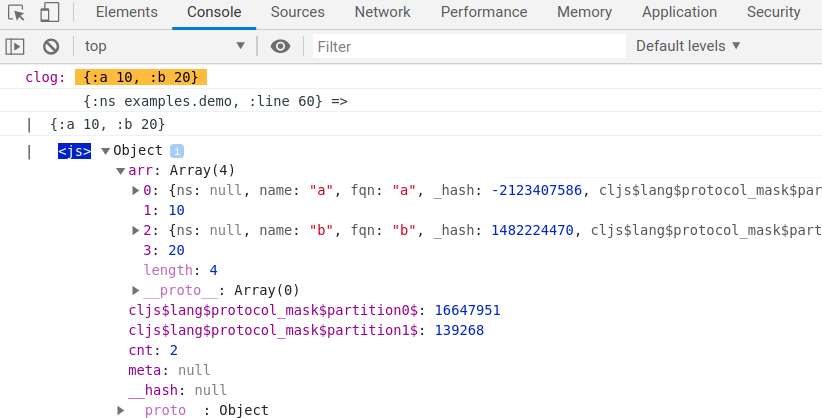 Elements Console Sources Network Performance Memory Application Security
top Filter Default levels
clog: {:a 10, :b 20}
{:ns examples.demo, :line 60} =>
| {:a 10, :b 20}
| <js> Object i
arr: Array(4)
0: {ns: null, name: "a", fqn: "a", _hash: -2123407586, cljs$lang$protocol_mask$par
1: 10
2: {ns: null, name: "b", fqn: "b", _hash: 1482224470, cljs$lang$protocol_mask$part
3: 20
length: 4
__proto__: Array(0)
cljs$lang$protocol_mask$partition0$: 16647951
cljs$lang$protocol_mask$partition1$: 139268
cnt: 2
meta: null
__hash: null
__proto__: Object